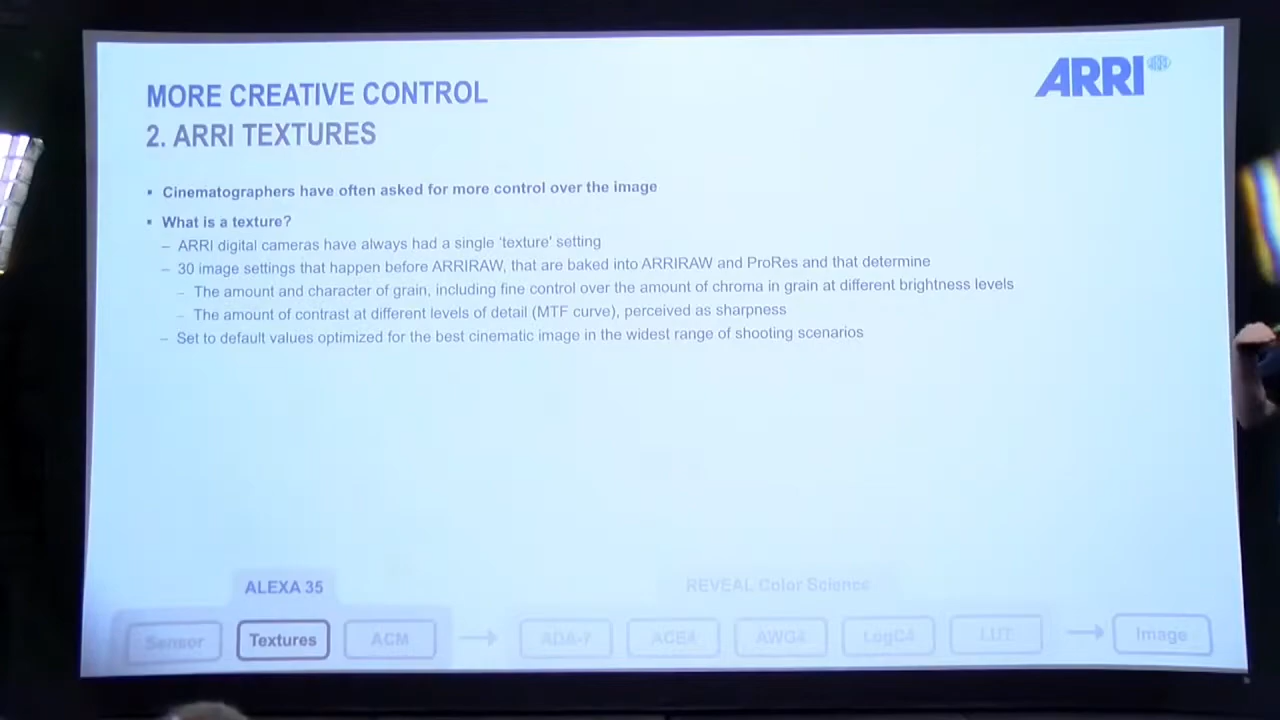 MORE CREATIVE CONTROL
2. ARRI TEXTURES
ARRI
▪ Cinematographers have often asked for more control over the image
▪ What is a texture?
– ARRI digital cameras have always had a single 'texture' setting
– 30 image settings that happen before ARRIRAW, that are baked into ARRIRAW and ProRes and that determine
– The amount and character of grain, including fine control over the amount of chroma in grain at different brightness levels
– The amount of contrast at different levels of detail (MTF curve), perceived as sharpness
– Set to default values optimized for the best cinematic image in the widest range of shooting scenarios
ALEXA 35
REVEAL Color Science
Sensor
Textures
ACM
ADA-7
ACE4
AWG4
LogC4
LUT
Image